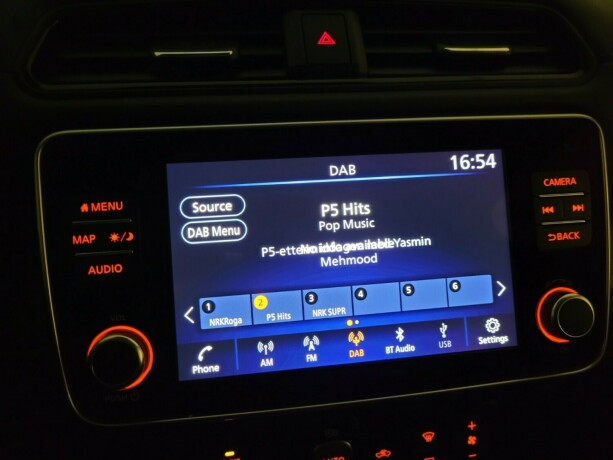 DAB
16:54
MENU
MAP
AUDIO
Source
DAB Menu
P5 Hits
Pop Music
Yasmin
Mehmood
CAMERA
BACK
1 NRKRoga
2 P5 Hits
3 NRK SUPR
4
5
6
Phone
AM
FM
DAB
BT Audio
USB
Settings